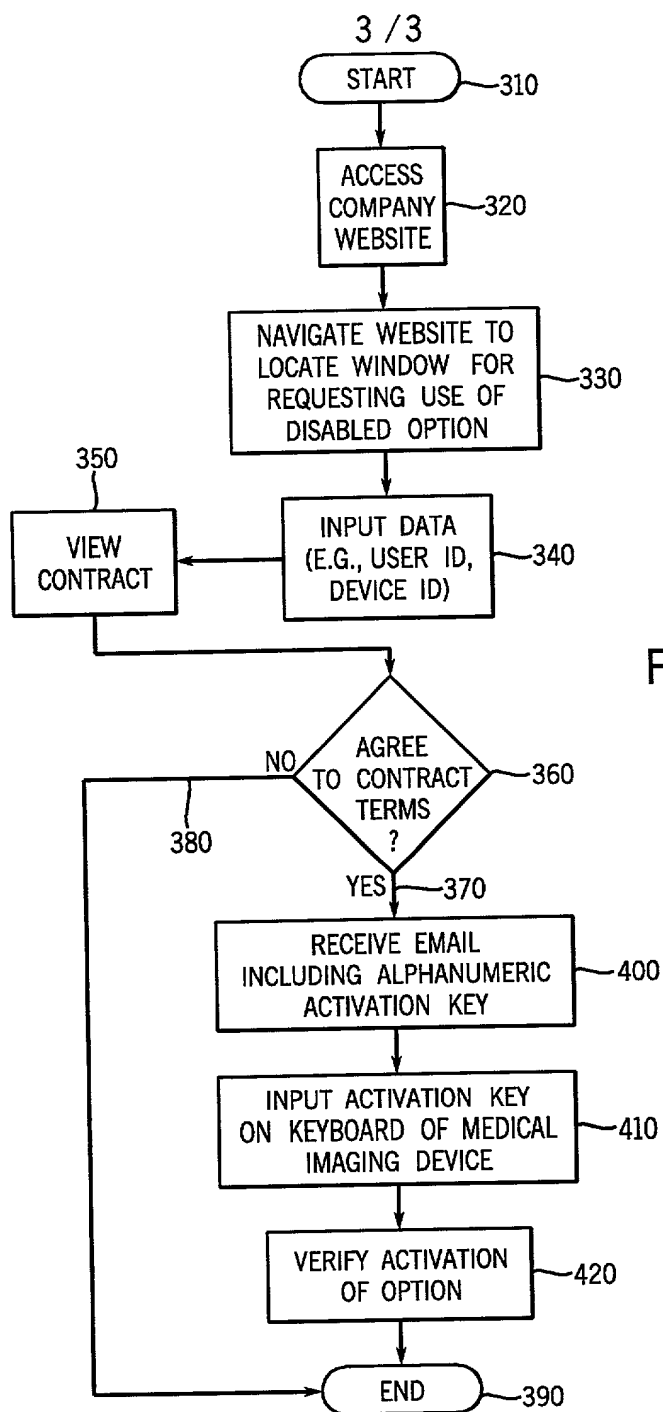 3 / 3
START
310
ACCESS
COMPANY
WEBSITE
320
NAVIGATE WEBSITE TO
LOCATE WINDOW FOR
REQUESTING USE OF
DISABLED OPTION
330
INPUT DATA
(E.G., USER ID,
DEVICE ID)
340
350
VIEW
CONTRACT
F
AGREE
TO CONTRACT
TERMS
?
360
NO
380
YES
370
RECEIVE EMAIL
INCLUDING ALPHANUMERIC
ACTIVATION KEY
400
INPUT ACTIVATION KEY
ON KEYBOARD OF MEDICAL
IMAGING DEVICE
410
VERIFY ACTIVATION
OF OPTION
420
END
390